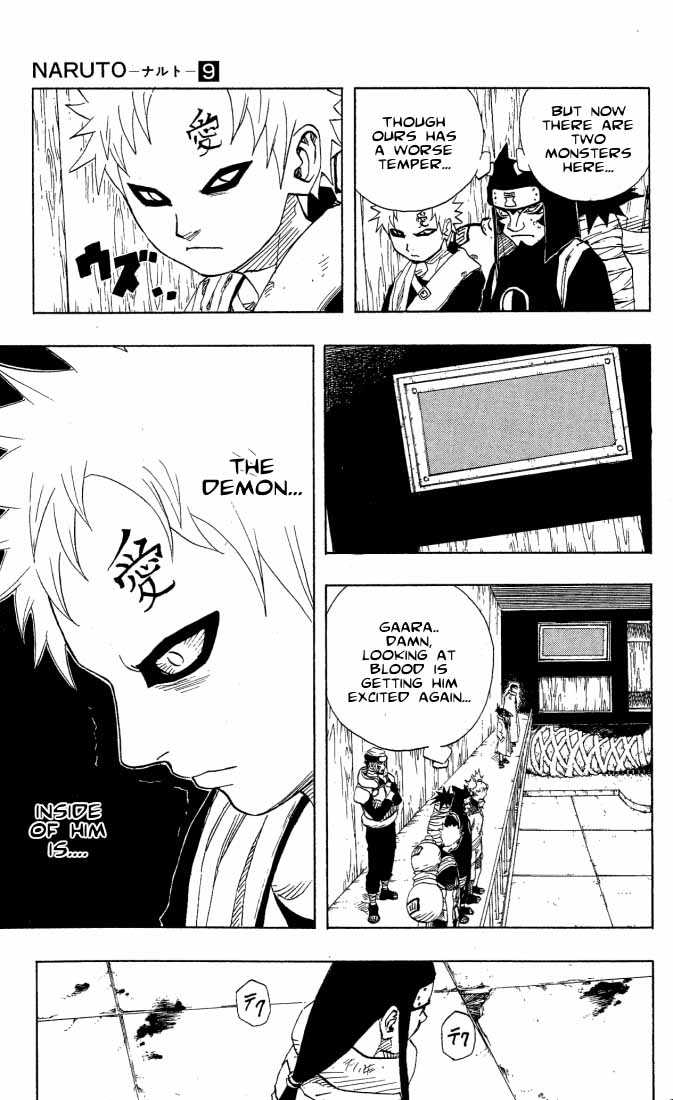 NARUTO ―ナルト― 9
BUT NOW
THERE ARE
TWO
MONSTERS
HERE...
THOUGH
OURS HAS
A WORSE
TEMPER...
愛
愛
ウズ..
THE
DEMON...
愛
INSIDE
OF HIM
IS.....
GAARA..
DAMN,
LOOKING AT
BLOOD IS
GETTING HIM
EXCITED AGAIN...
テク
テク